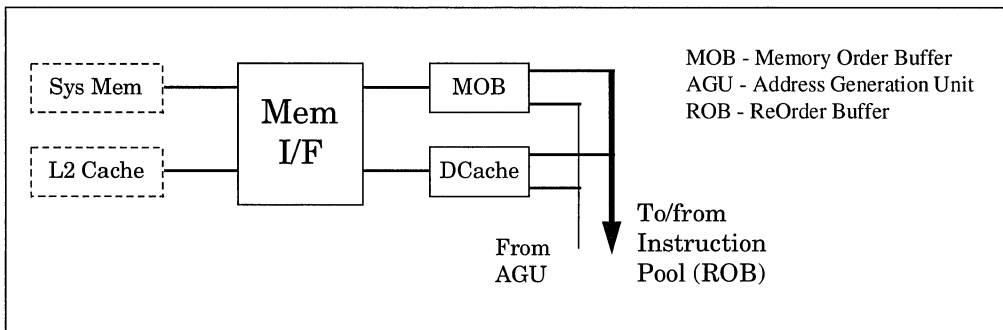 Sys Mem
L2 Cache
Mem
I/F
MOB
DCache
From
AGU
To/from
Instruction
Pool (ROB)
MOB - Memory Order Buffer
AGU - Address Generation Unit
ROB - ReOrder Buffer